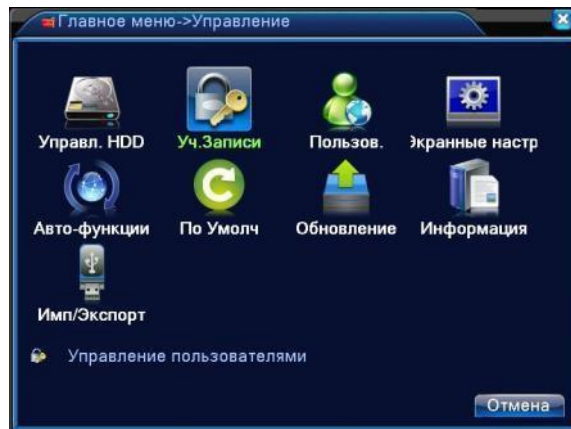 Главное меню->Управление
Управл. HDD Уч.Записи Пользов. Экранные настр
Авто-функции По Умолч Обновление Информация
Имп/Экспорт
Управление пользователями
Отмена